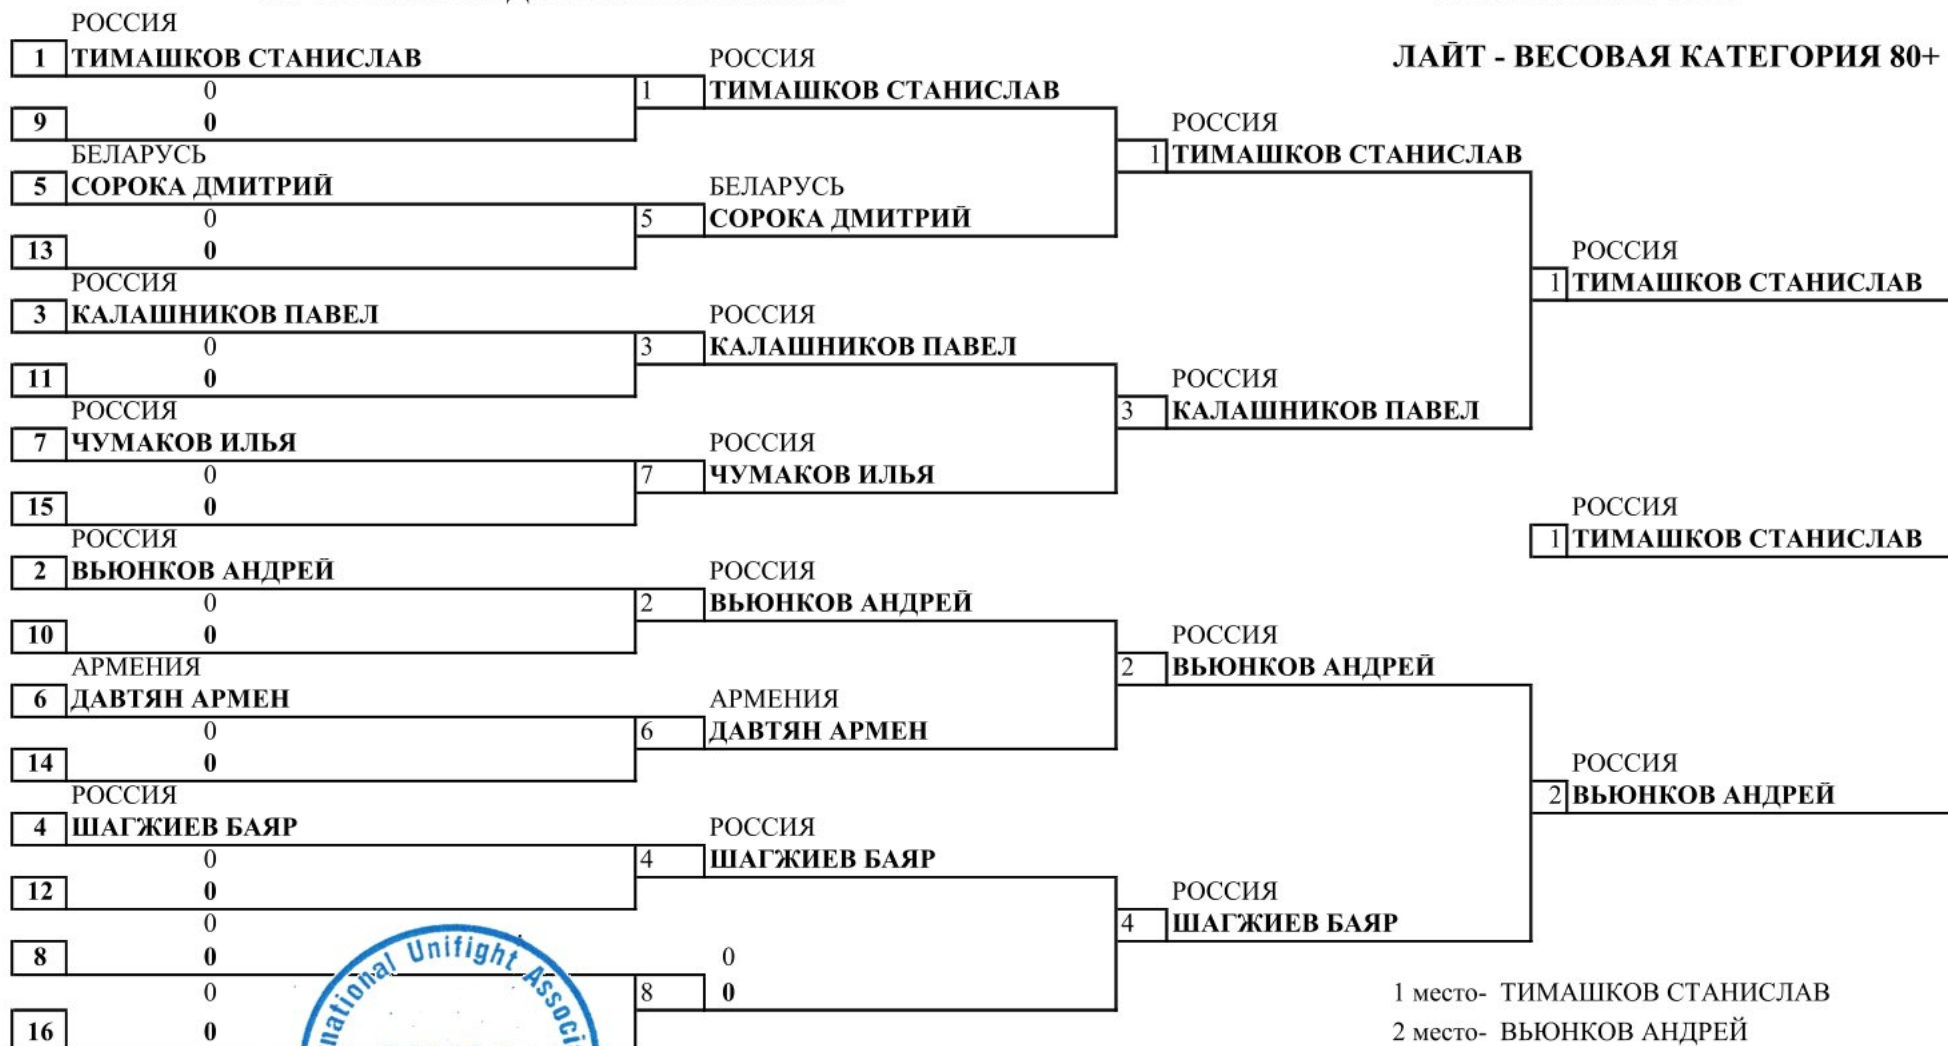 РОССИЯ
1 ТИМАШКОВ СТАНИСЛАВ
0
9 0
БЕЛАРУСЬ
5 СОРОКА ДМИТРИЙ
0
13 0
РОССИЯ
3 КАЛАШНИКОВ ПАВЕЛ
0
11 0
РОССИЯ
7 ЧУМАКОВ ИЛЬЯ
0
15 0
РОССИЯ
2 ВЬЮНКОВ АНДРЕЙ
0
10 0
АРМЕНИЯ
6 ДАВТЯН АРМЕН
0
14 0
РОССИЯ
4 ШАГЖИЕВ БАЯР
0
12 0
0
8 0
0
16 0
national Unifight Associ
РОССИЯ
1 ТИМАШКОВ СТАНИСЛАВ
БЕЛАРУСЬ
5 СОРОКА ДМИТРИЙ
РОССИЯ
3 КАЛАШНИКОВ ПАВЕЛ
РОССИЯ
7 ЧУМАКОВ ИЛЬЯ
РОССИЯ
2 ВЬЮНКОВ АНДРЕЙ
АРМЕНИЯ
6 ДАВТЯН АРМЕН
РОССИЯ
4 ШАГЖИЕВ БАЯР
0
8 0
РОССИЯ
1 ТИМАШКОВ СТАНИСЛАВ
РОССИЯ
3 КАЛАШНИКОВ ПАВЕЛ
РОССИЯ
2 ВЬЮНКОВ АНДРЕЙ
РОССИЯ
4 ШАГЖИЕВ БАЯР
ЛАЙТ - ВЕСОВАЯ КАТЕГОРИЯ 80+
РОССИЯ
1 ТИМАШКОВ СТАНИСЛАВ
РОССИЯ
1 ТИМАШКОВ СТАНИСЛАВ
РОССИЯ
2 ВЬЮНКОВ АНДРЕЙ
1 место- ТИМАШКОВ СТАНИСЛАВ
2 место- ВЬЮНКОВ АНДРЕЙ